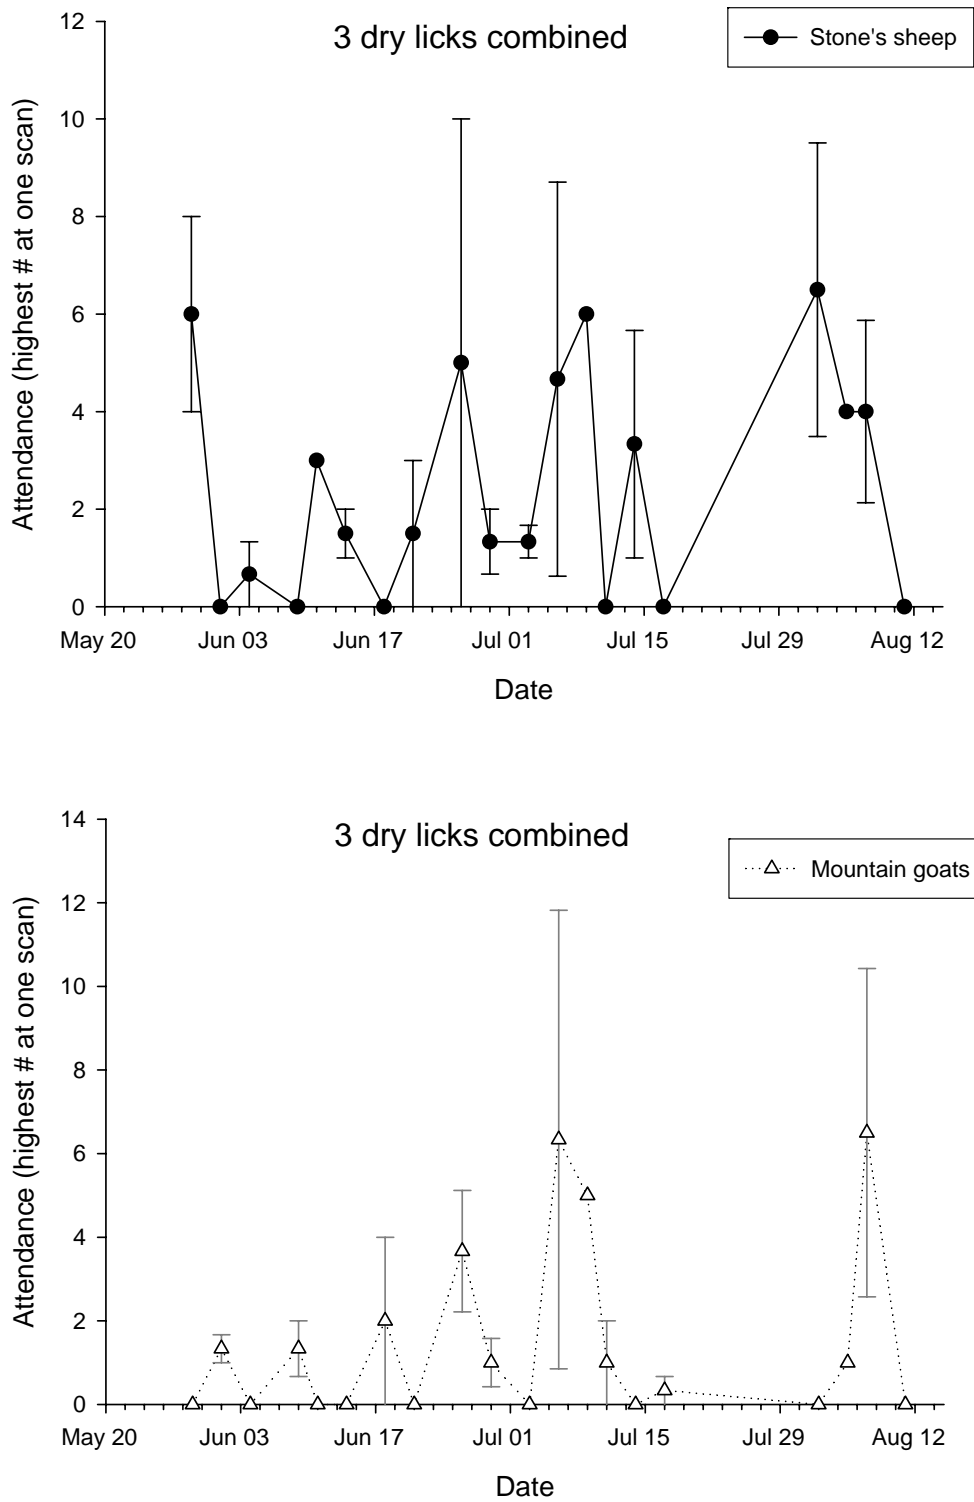 3 dry licks combined
Stone's sheep
Attendance (highest # at one scan)
12
10
8
6
4
2
0
May 20 Jun 03 Jun 17 Jul 01 Jul 15 Jul 29 Aug 12
Date
3 dry licks combined
Mountain goats
Attendance (highest # at one scan)
14
12
10
8
6
4
2
0
May 20 Jun 03 Jun 17 Jul 01 Jul 15 Jul 29 Aug 12
Date